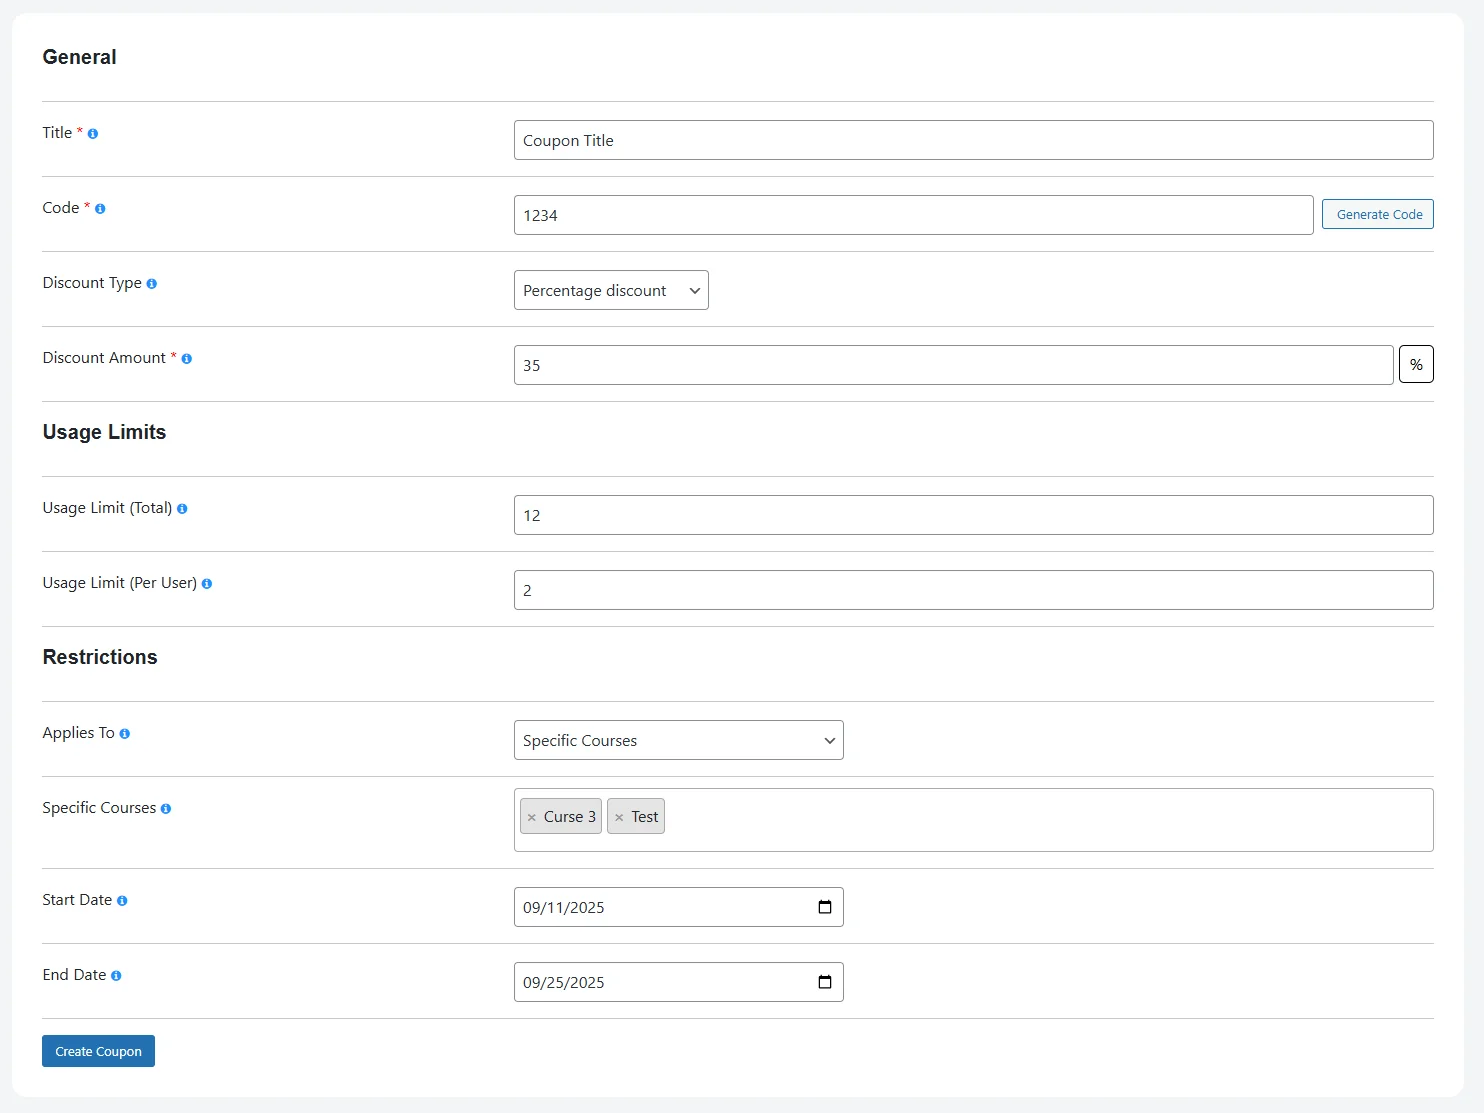 General
Title *
Coupon Title
Code *
1234
Generate Code
Discount Type
Percentage discount
Discount Amount *
35
%
Usage Limits
Usage Limit (Total)
12
Usage Limit (Per User)
2
Restrictions
Applies To
Specific Courses
Specific Courses
× Curse 3 × Test
Start Date
09/11/2025
End Date
09/25/2025
Create Coupon